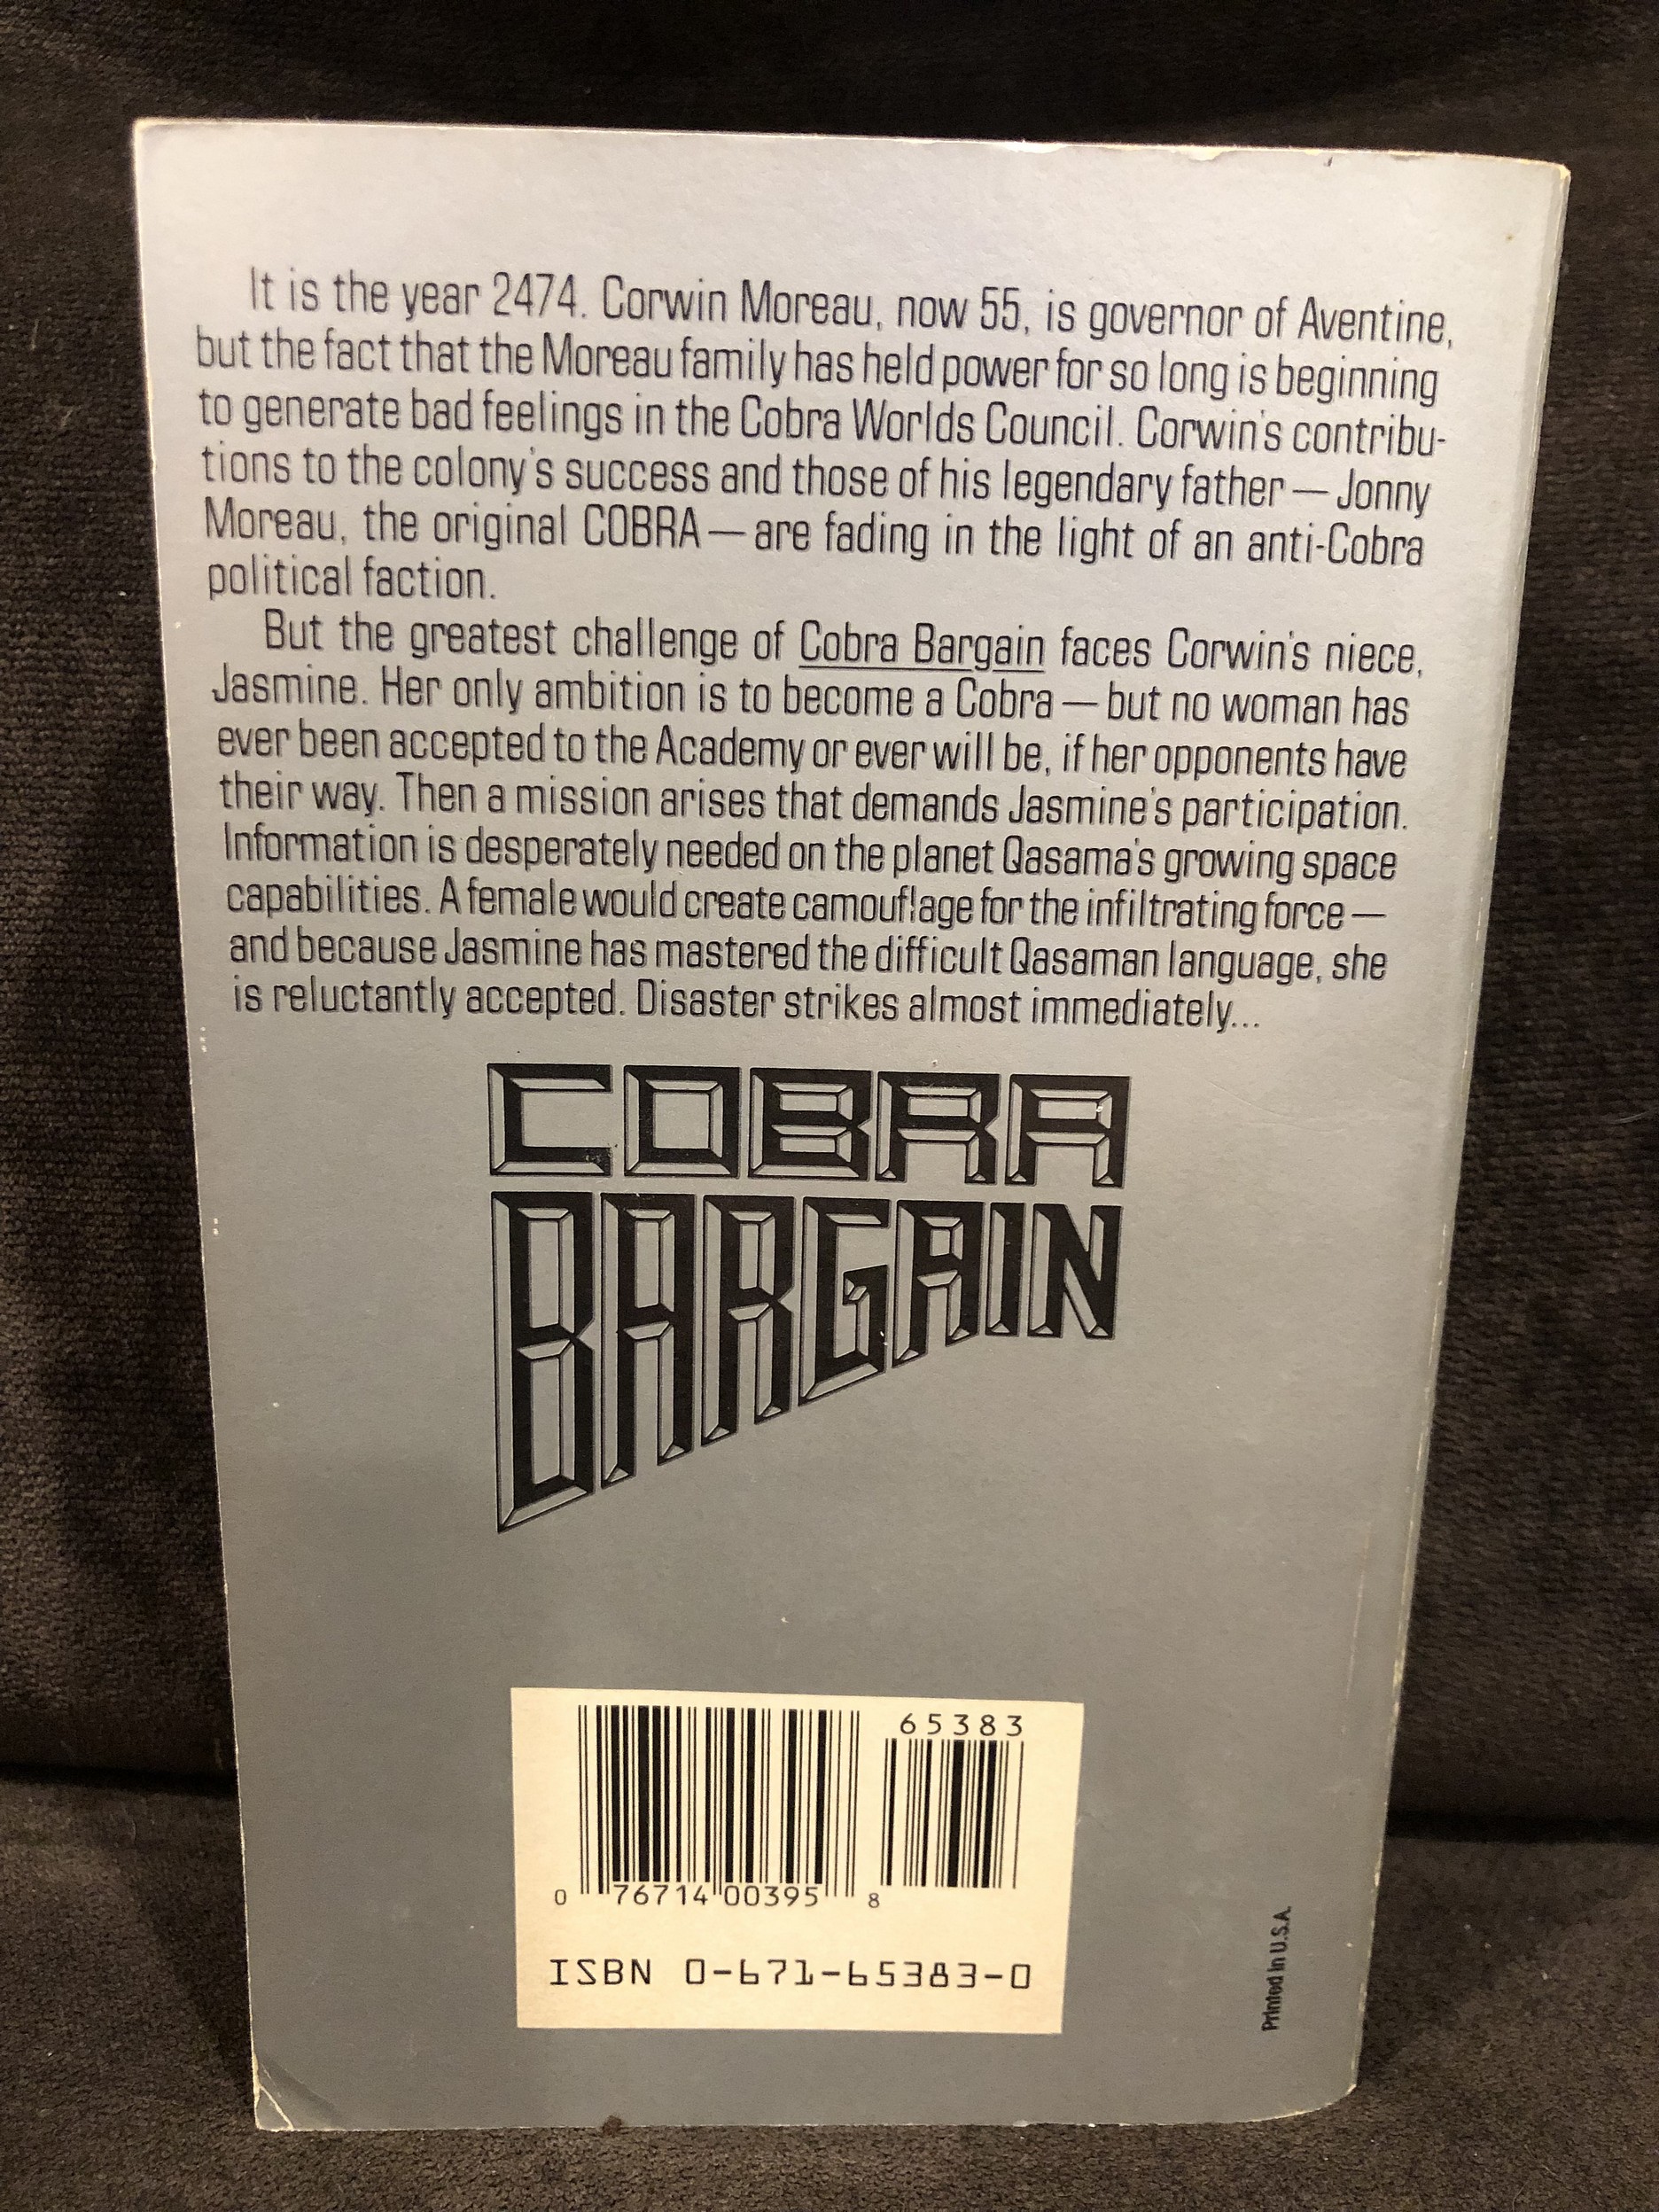 It is the year 2474. Corwin Moreau, now 55, is governor of Aventine,
but the fact that the Moreau family has held power for so long is beginning
to generate bad feelings in the Cobra Worlds Council. Corwin's contribu-
tions to the colony's success and those of his legendary father — Jonny
Moreau, the original COBRA — are fading in the light of an anti-Cobra
political faction.
But the greatest challenge of Cobra Bargain faces Corwin's niece,
Jasmine. Her only ambition is to become a Cobra — but no woman has
ever been accepted to the Academy or ever will be, if her opponents have
their way. Then a mission arises that demands Jasmine's participation.
Information is desperately needed on the planet Qasama's growing space
capabilities. A female would create camouflage for the infiltrating force —
and because Jasmine has mastered the difficult Qasaman language, she
is reluctantly accepted. Disaster strikes almost immediately...
COBRA
BARGAIN
65383
0 76714 00395 8
ISBN 0-671-65383-0
Printed in U.S.A.